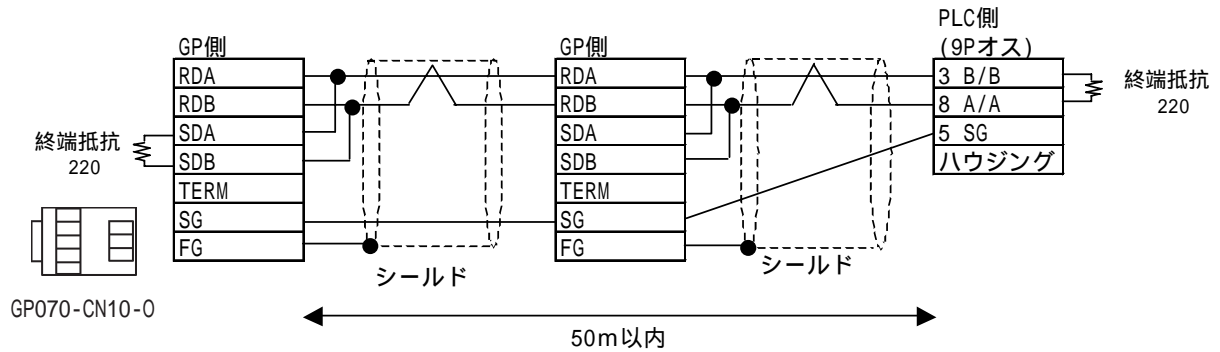 PLC側
GP側
GP側
(9Pオス)
RDA
RDB
SDA
SDB
TERM
SG
FG
RDA
RDB
SDA
SDB
TERM
SG
FG
3 B/B
8 A/A
5 SG
ハウジング
終端抵抗
220
終端抵抗
220
シールド
シールド
GP070-CN10-O
50m以内